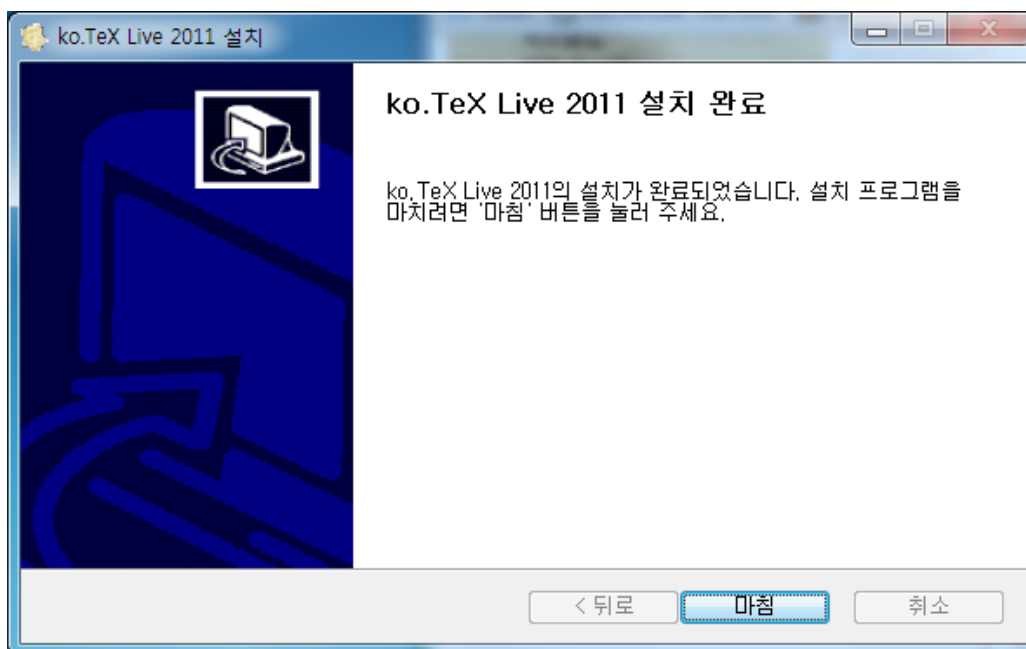 ko.TeX Live 2011 설치
ko.TeX Live 2011 설치 완료
ko.TeX Live 2011의 설치가 완료되었습니다. 설치 프로그램을
마치려면 '마침' 버튼을 눌러 주세요.
< 뒤로
마침
취소